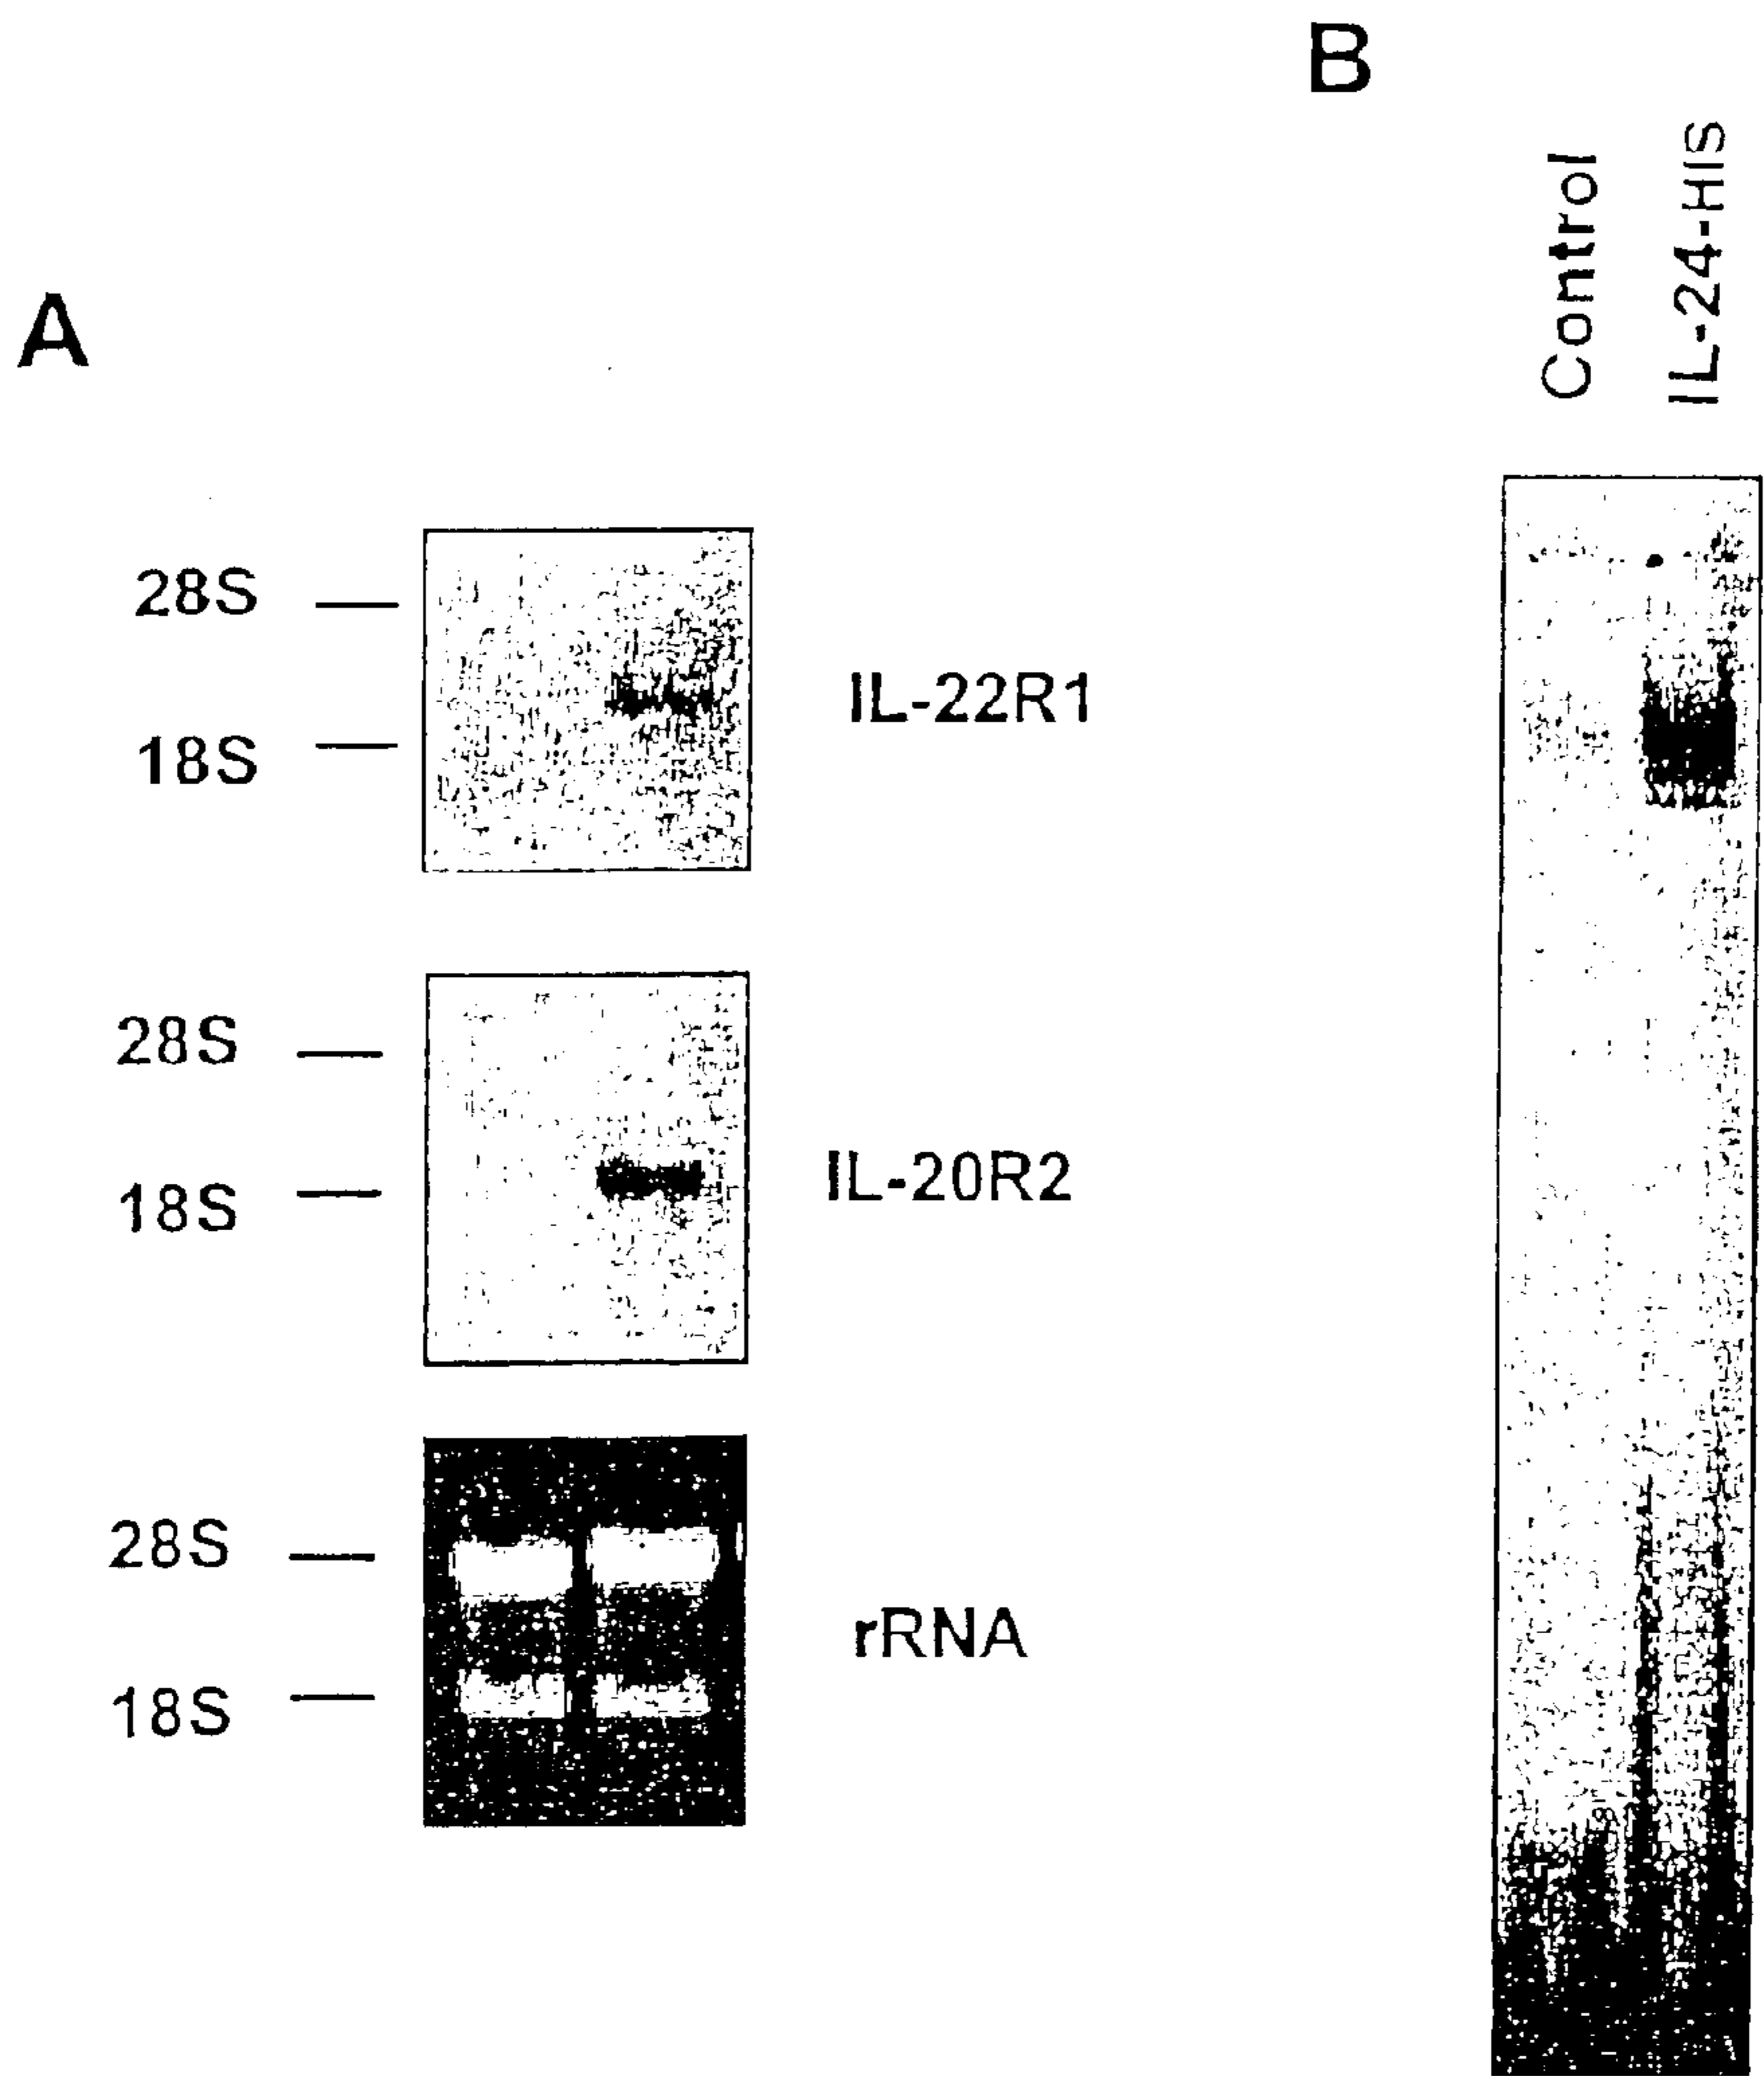 A
28S
18S
IL-22R1
28S
18S
IL-20R2
28S
18S
rRNA
B
Control
IL-24-HIS